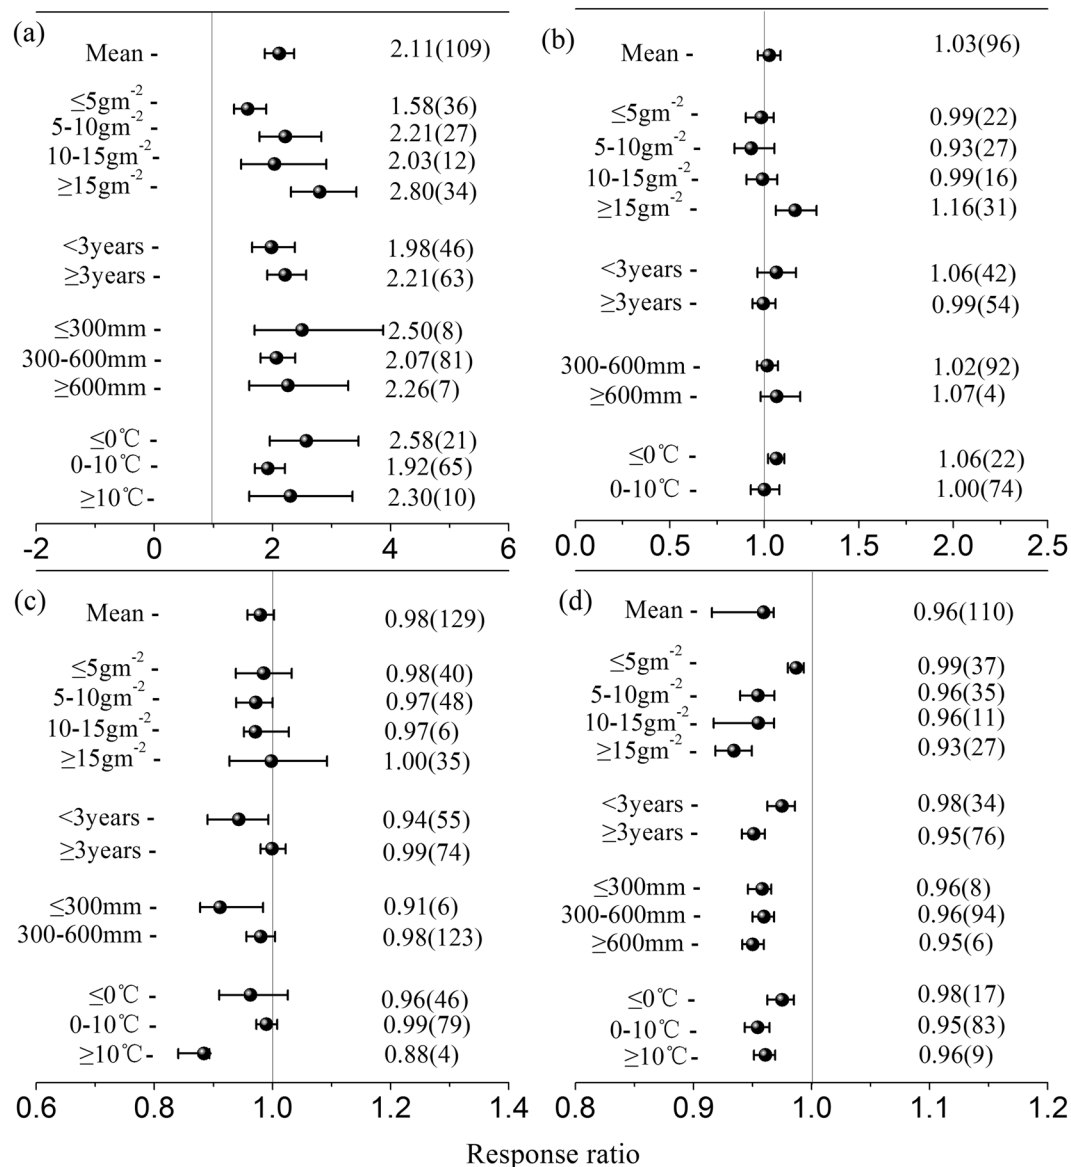 (a)
Mean 2.11(109)
≤5gm-2 1.58(36)
5-10gm-2 2.21(27)
10-15gm-2 2.03(12)
≥15gm-2 2.80(34)
<3years 1.98(46)
≥3years 2.21(63)
≤300mm 2.50(8)
300-600mm 2.07(81)
≥600mm 2.26(7)
≤0℃ 2.58(21)
0-10℃ 1.92(65)
≥10℃ 2.30(10)
-2 0 2 4 6
(b)
Mean 1.03(96)
≤5gm-2 0.99(22)
5-10gm-2 0.93(27)
10-15gm-2 0.99(16)
≥15gm-2 1.16(31)
<3years 1.06(42)
≥3years 0.99(54)
300-600mm 1.02(92)
≥600mm 1.07(4)
≤0℃ 1.06(22)
0-10℃ 1.00(74)
0.0 0.5 1.0 1.5 2.0 2.5
(c)
Mean 0.98(129)
≤5gm-2 0.98(40)
5-10gm-2 0.97(48)
10-15gm-2 0.97(6)
≥15gm-2 1.00(35)
<3years 0.94(55)
≥3years 0.99(74)
≤300mm 0.91(6)
300-600mm 0.98(123)
≤0℃ 0.96(46)
0-10℃ 0.99(79)
≥10℃ 0.88(4)
0.6 0.8 1.0 1.2 1.4
(d)
Mean 0.96(110)
≤5gm-2 0.99(37)
5-10gm-2 0.96(35)
10-15gm-2 0.96(11)
≥15gm-2 0.93(27)
<3years 0.98(34)
≥3years 0.95(76)
≤300mm 0.96(8)
300-600mm 0.96(94)
≥600mm 0.95(6)
≤0℃ 0.98(17)
0-10℃ 0.95(83)
≥10℃ 0.96(9)
0.8 0.9 1.0 1.1 1.2
Response ratio